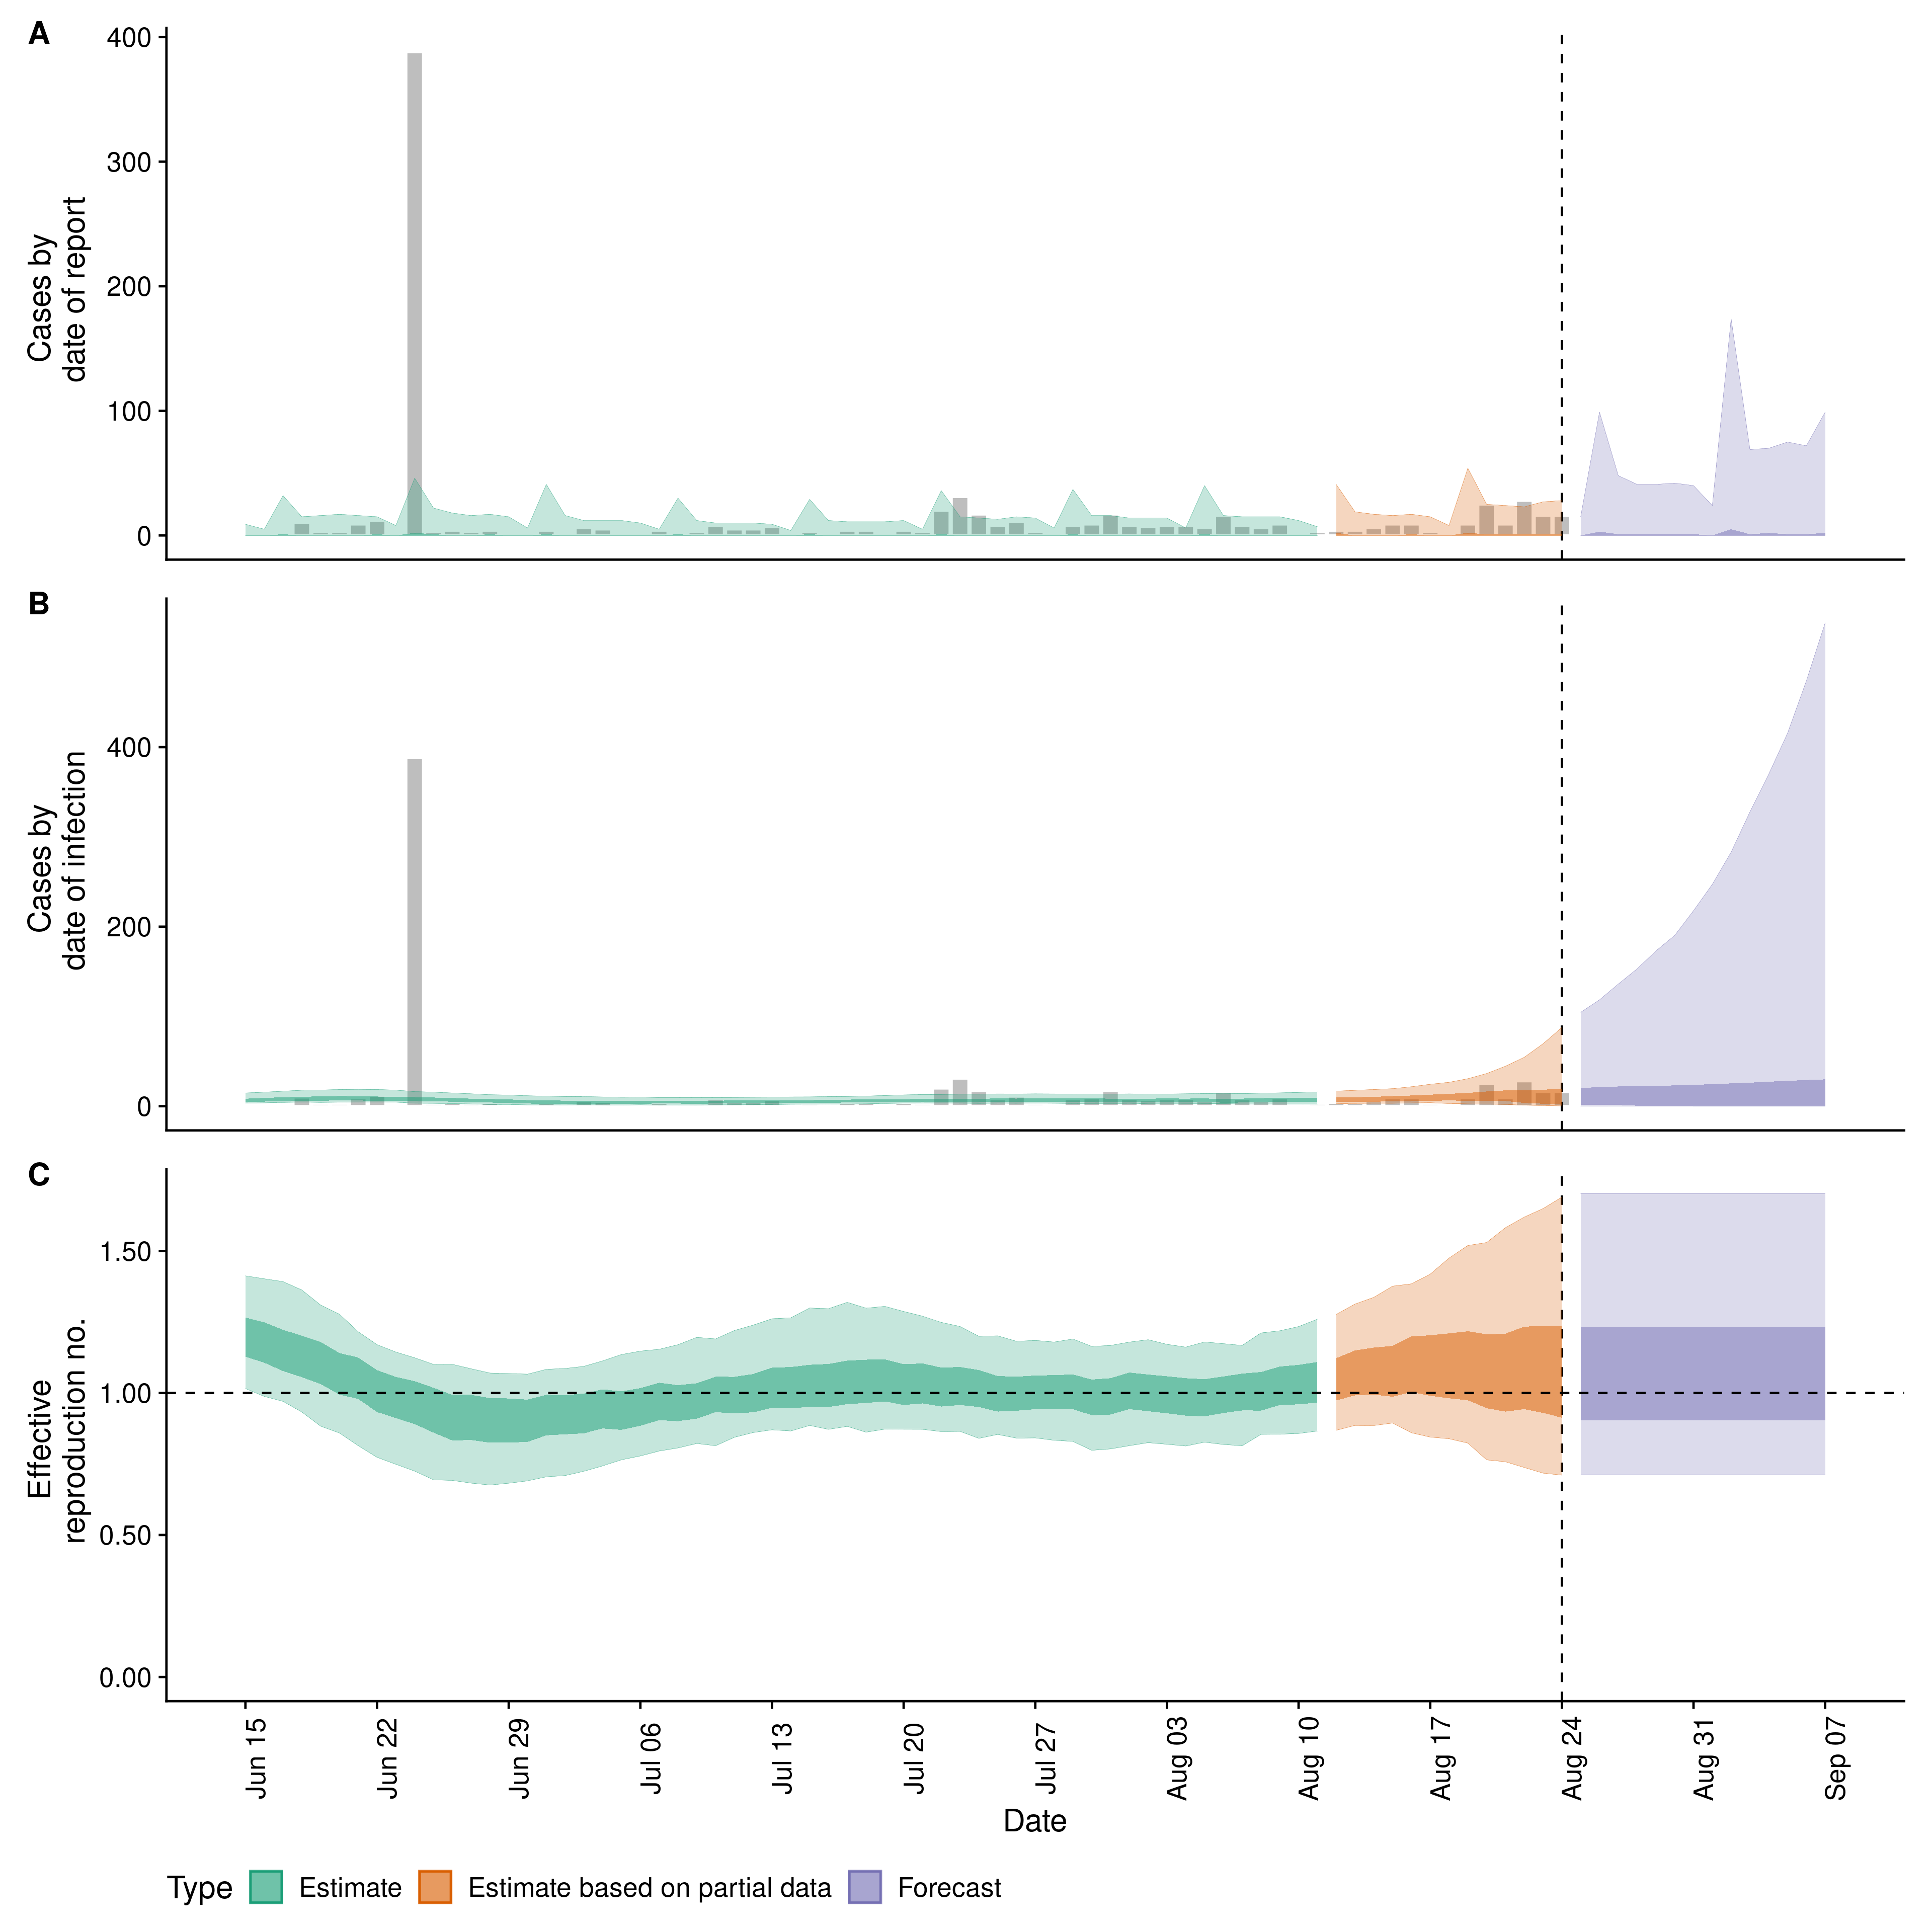 A
400
300
200
100
0
Cases by
date of report
B
400
200
0
Cases by
date of infection
C
1.50
1.00
0.50
0.00
Effective
reproduction no.
Jun 15
Jun 22
Jun 29
Jul 06
Jul 13
Jul 20
Jul 27
Aug 03
Aug 10
Aug 17
Aug 24
Aug 31
Sep 07
Date
Type Estimate Estimate based on partial data Forecast